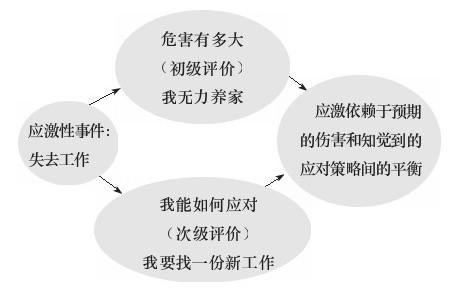 危害有多大
（初级评价）
我无力养家
应激性事件：
失去工作
应激依赖于预期
的伤害和知觉到的
应对策略间的平衡
我能如何应对
（次级评价）
我要找一份新工作